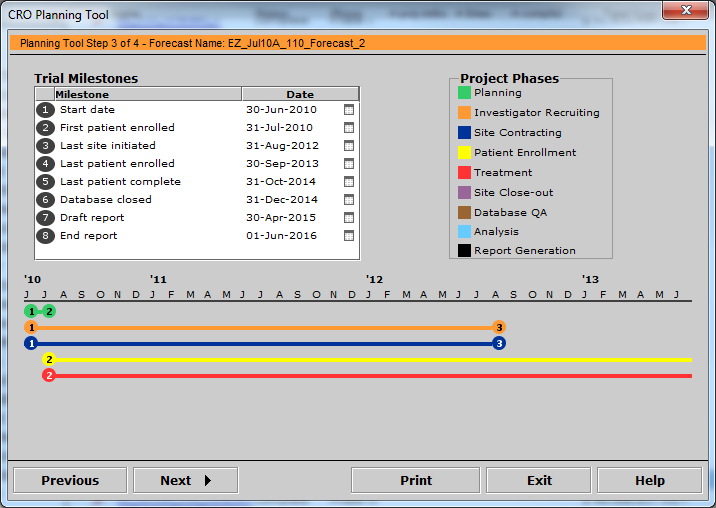 CRO Planning Tool
Planning Tool Step 3 of 4 - Forecast Name: EZ_Jul10A_110_Forecast_2
Trial Milestones
Milestone Date
1 Start date 30-Jun-2010
2 First patient enrolled 31-Jul-2010
3 Last site initiated 31-Aug-2012
4 Last patient enrolled 30-Sep-2013
5 Last patient complete 31-Oct-2014
6 Database closed 31-Dec-2014
7 Draft report 30-Apr-2015
8 End report 01-Jun-2016
Project Phases
Planning
Investigator Recruiting
Site Contracting
Patient Enrollment
Treatment
Site Close-out
Database QA
Analysis
Report Generation
'10 '11 '12 '13
J J A S O N D J F M A M J J A S O N D J F M A M J J A S O N D J F M A M J
1 2
1 3
1 3
2
2
Previous Next Print Exit Help